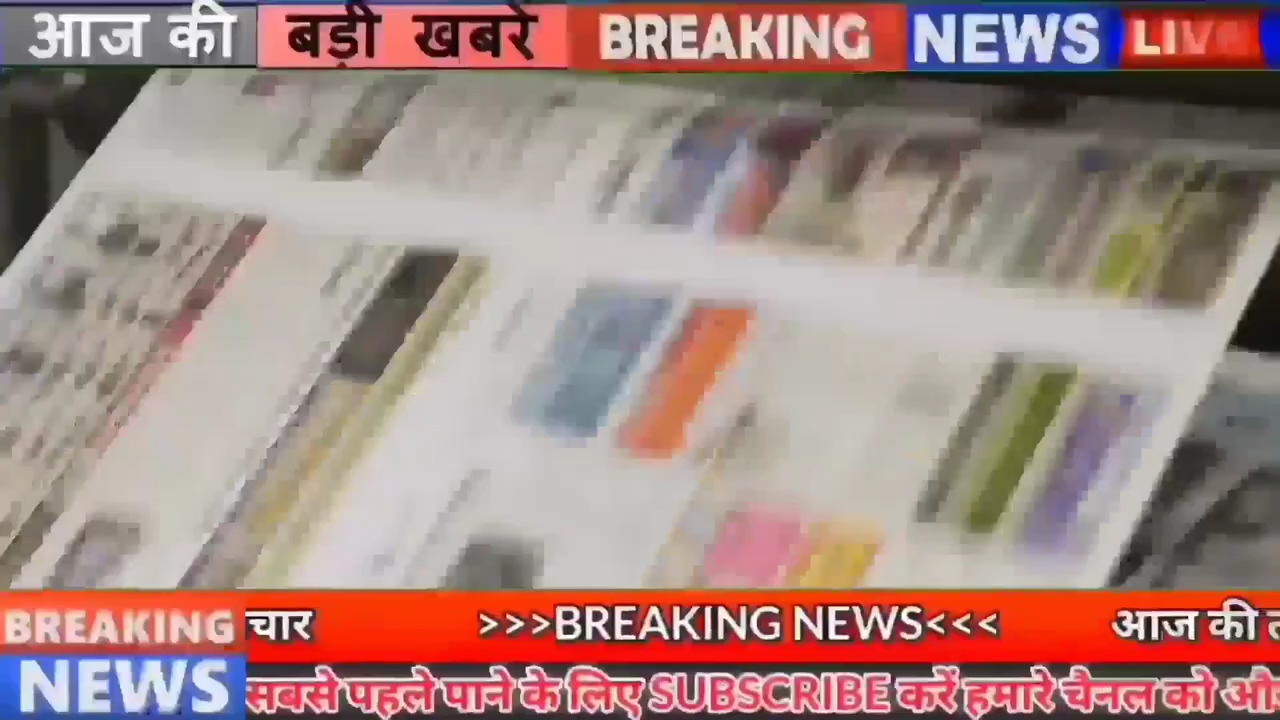 आज की बड़ी खबरे BREAKING NEWS LIVE
BREAKING चार >>>BREAKING NEWS<<< आज की
NEWS सबसे पहले पाने के लिए SUBSCRIBE करें हमारे चैनल को